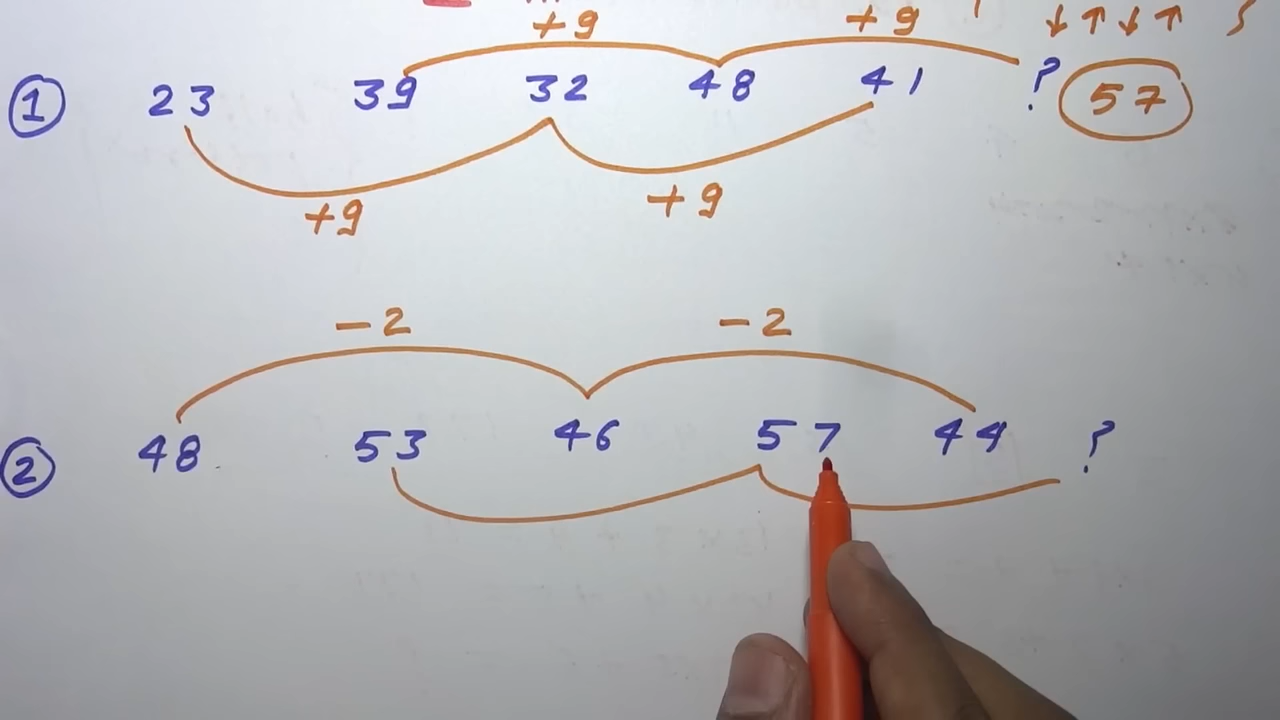 +9 +9 ↓ ↑ ↓ ↑
① 23 39 32 48 41 ? 57
+9 +9
-2 -2
② 48 53 46 57 44 ?